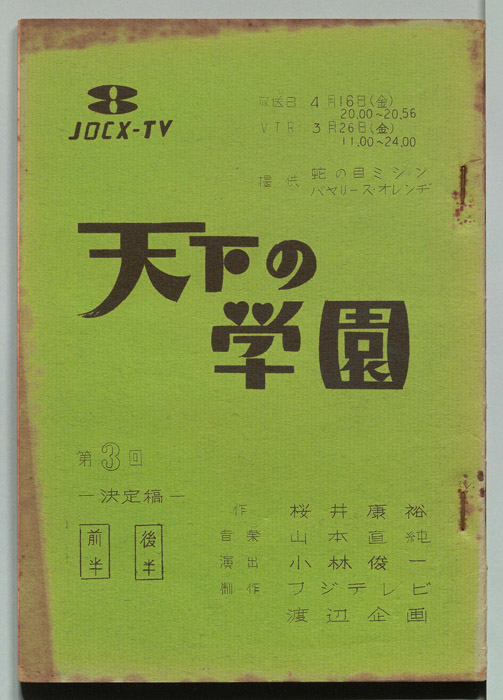 8
JOCX-TV
放送日 4月16日(金)
20.00~20.56
VTR 3月26日(金)
11.00~24.00
提供 蛇の目ミシン
バヤリース・オレンヂ
天下の
学園
第3回
—決定稿—
前半 後半
作 桜井康裕
音楽 山本直純
演出 小林俊一
制作 フジテレビ
渡辺企画